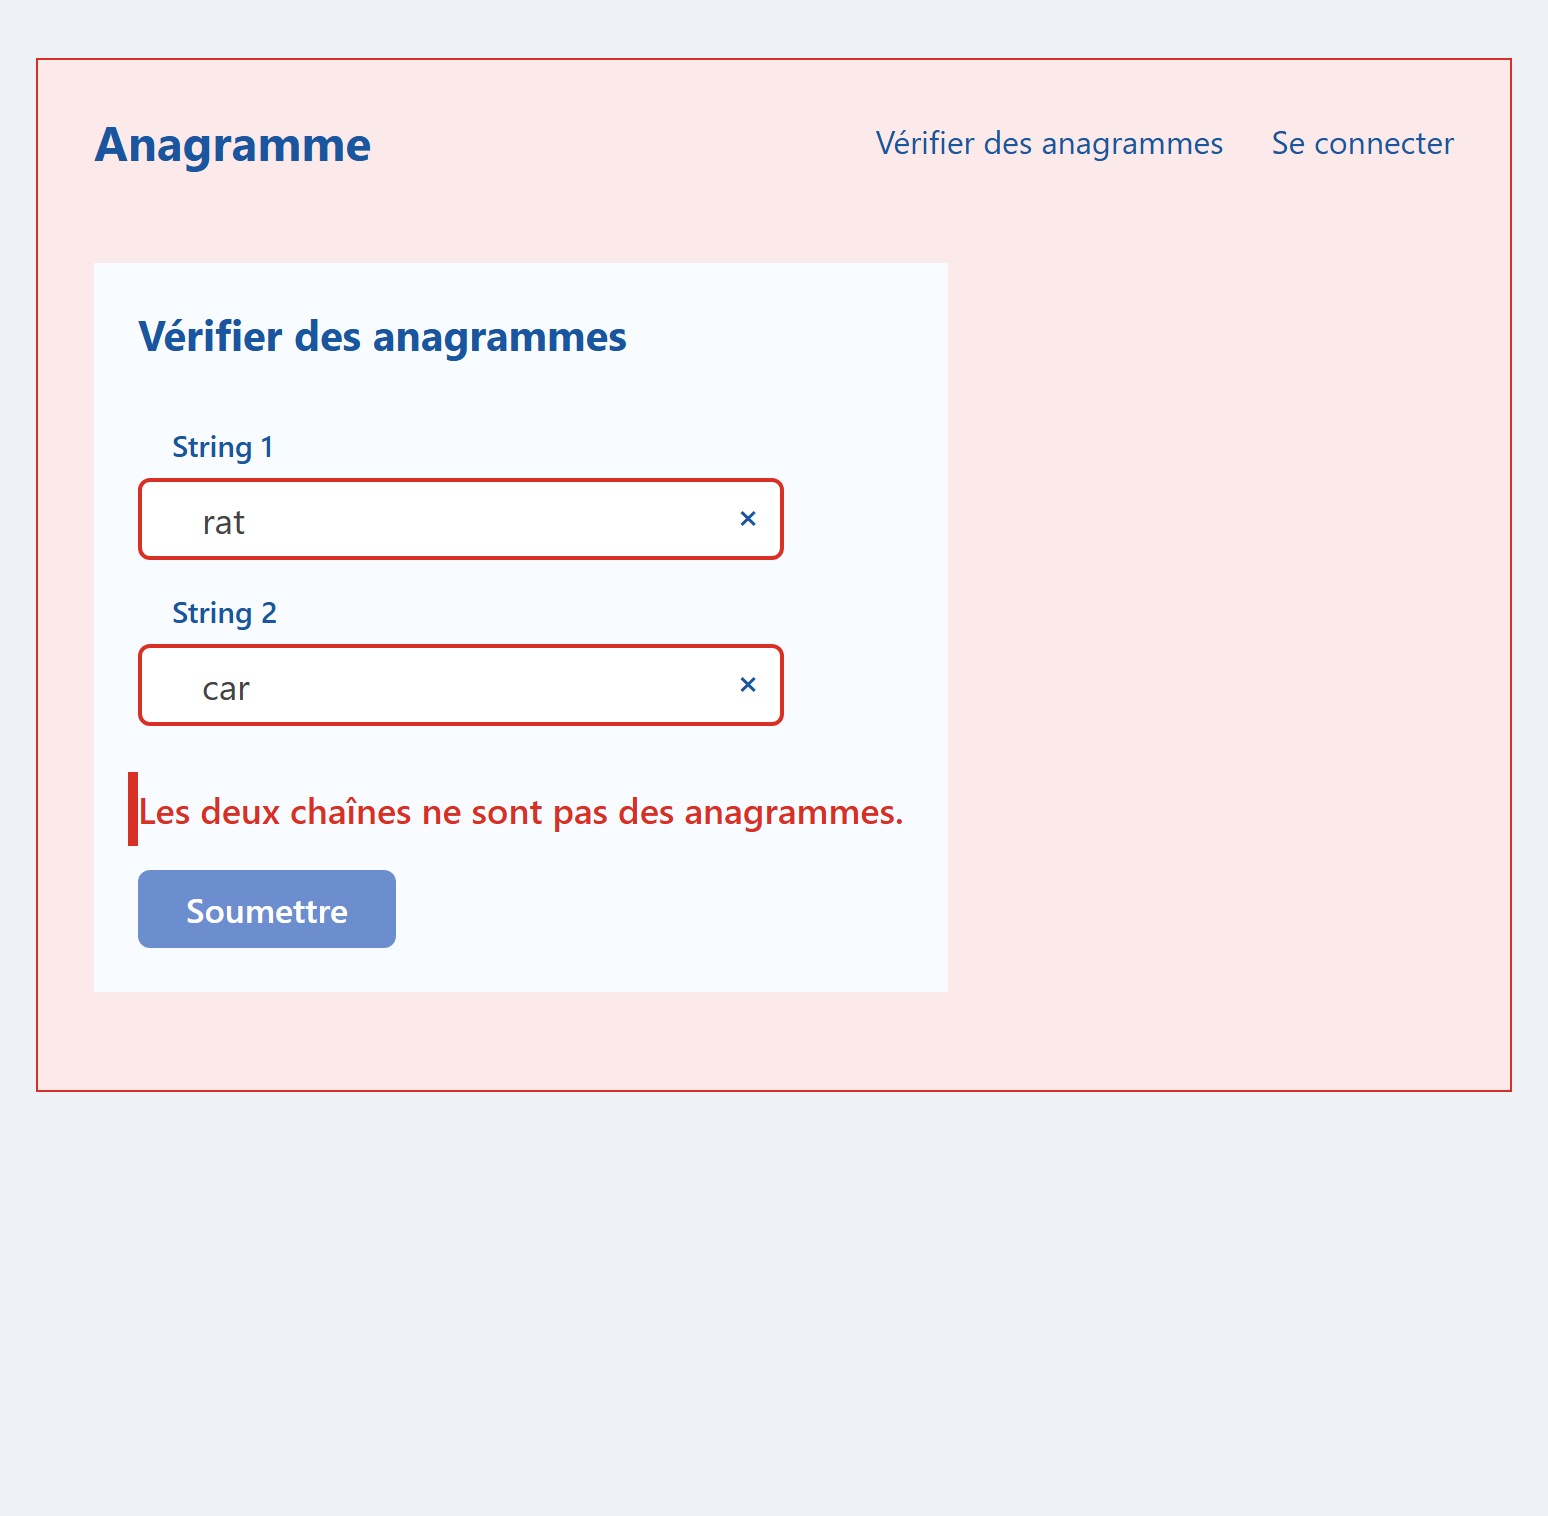 Anagramme
Vérifier des anagrammes
Se connecter
Vérifier des anagrammes
String 1
rat
×
String 2
car
×
Les deux chaînes ne sont pas des anagrammes.
Soumettre